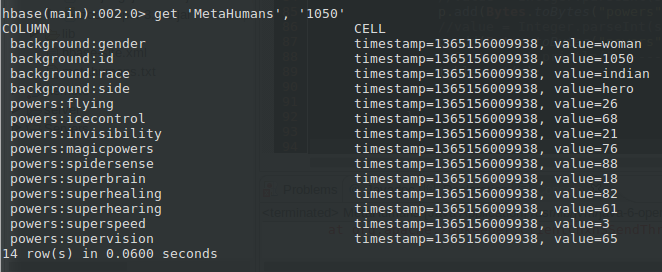 hbase(main):002:0> get 'MetaHumans', '1050'
COLUMN CELL
background:gender timestamp=1365156009938, value=woman
background:id timestamp=1365156009938, value=1050
background:race timestamp=1365156009938, value=indian
background:side timestamp=1365156009938, value=hero
powers:flying timestamp=1365156009938, value=26
powers:icecontrol timestamp=1365156009938, value=68
powers:invisibility timestamp=1365156009938, value=21
powers:magicpowers timestamp=1365156009938, value=76
powers:spidersense timestamp=1365156009938, value=88
powers:superbrain timestamp=1365156009938, value=18
powers:superhealing timestamp=1365156009938, value=82
powers:superhearing timestamp=1365156009938, value=61
powers:superspeed timestamp=1365156009938, value=3
powers:supervision timestamp=1365156009938, value=65
14 row(s) in 0.0600 seconds